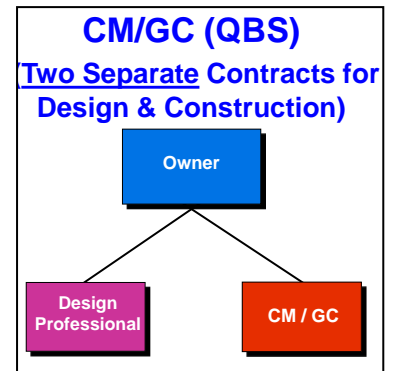 CM/GC (QBS)
(Two Separate Contracts for
Design & Construction)
Owner
Design
Professional
CM / GC